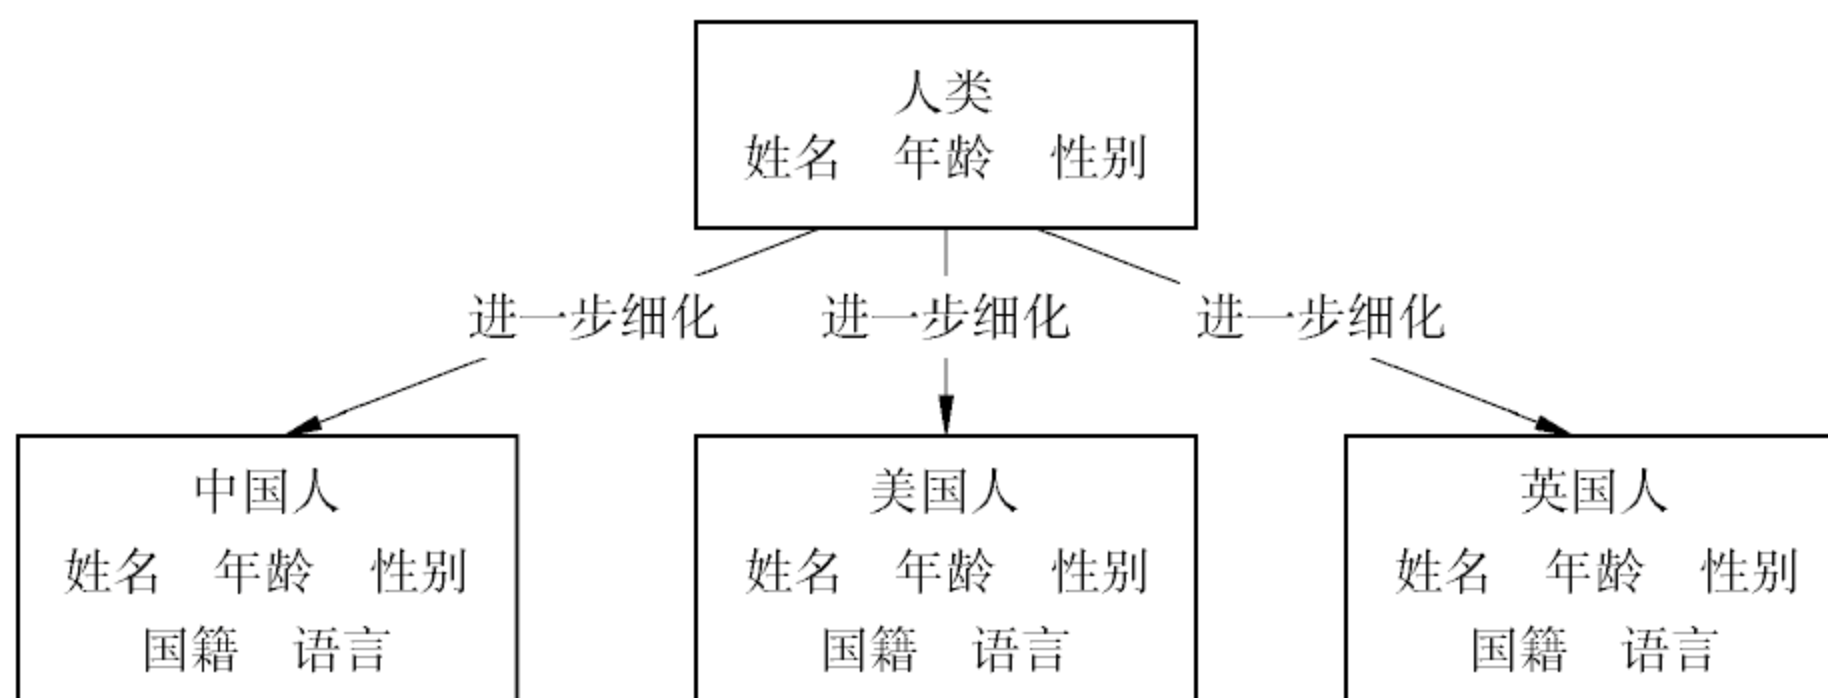 人类
姓名 年龄 性别
进一步细化 进一步细化 进一步细化
中国人 美国人 英国人
姓名 年龄 性别 姓名 年龄 性别 姓名 年龄 性别
国籍 语言 国籍 语言 国籍 语言